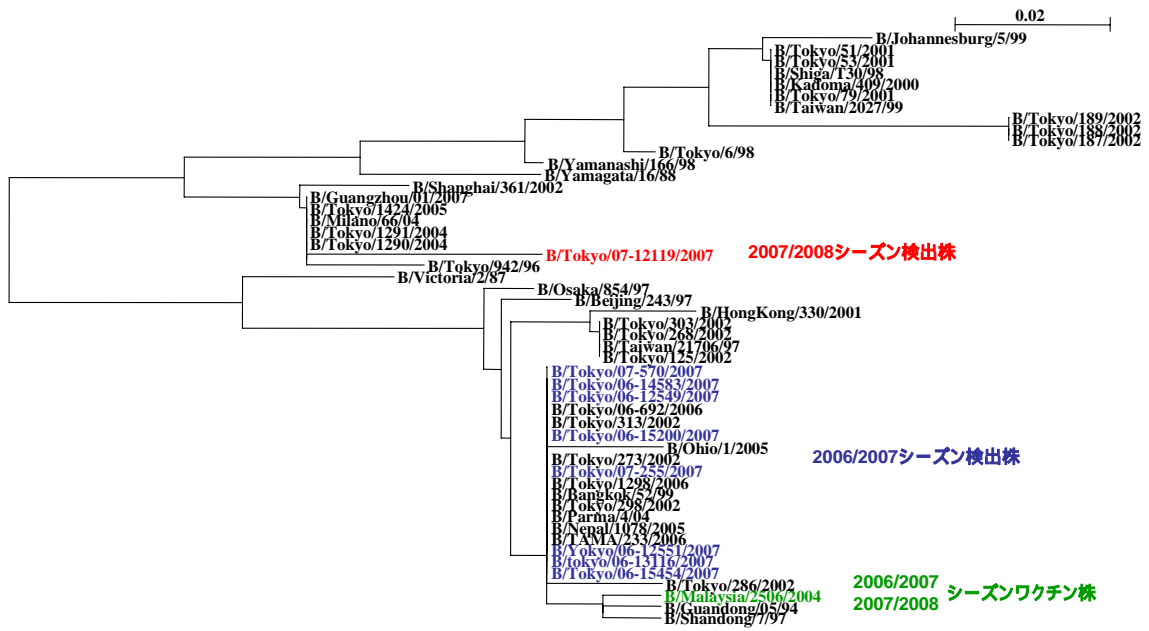 0.02
B/Johannesburg/5/99
B/Tokyo/51/2001
B/Tokyo/53/2001
B/Shiga/T30/98
B/Kadoma/409/2000
B/Tokyo/79/2001
B/Taiwan/2027/99
B/Tokyo/189/2002
B/Tokyo/188/2002
B/Tokyo/187/2002
B/Tokyo/6/98
B/Yamanashi/166/98
B/Yamagata/16/88
B/Shanghai/361/2002
B/Guangzhou/01/2007
B/Tokyo/1424/2005
B/Milano/66/04
B/Tokyo/1291/2004
B/Tokyo/1290/2004
B/Tokyo/07-12119/2007 2007/2008シーズン検出株
B/Tokyo/942/96
B/Victoria/2/87
B/Osaka/854/97
B/Beijing/243/97
B/HongKong/330/2001
B/Tokyo/303/2002
B/Tokyo/268/2002
B/Taiwan/21706/97
B/Tokyo/125/2002
B/Tokyo/07-570/2007
B/Tokyo/06-14583/2007
B/Tokyo/06-12549/2007
B/Tokyo/06-692/2006
B/Tokyo/313/2002
B/Tokyo/06-15200/2007
B/Ohio/1/2005
2006/2007シーズン検出株
B/Tokyo/273/2002
B/Tokyo/07-255/2007
B/Tokyo/1298/2006
B/Bangkok/52/99
B/Tokyo/298/2002
B/Parma/4/04
B/Nepal/1078/2005
B/TAMA/233/2006
B/Yokyo/06-12551/2007
B/tokyo/06-13116/2007
B/Tokyo/06-15454/2007
B/Tokyo/286/2002
B/Malaysia/2506/2004
B/Guandong/05/94
B/Shandong/7/97
2006/2007
2007/2008
シーズンワクチン株